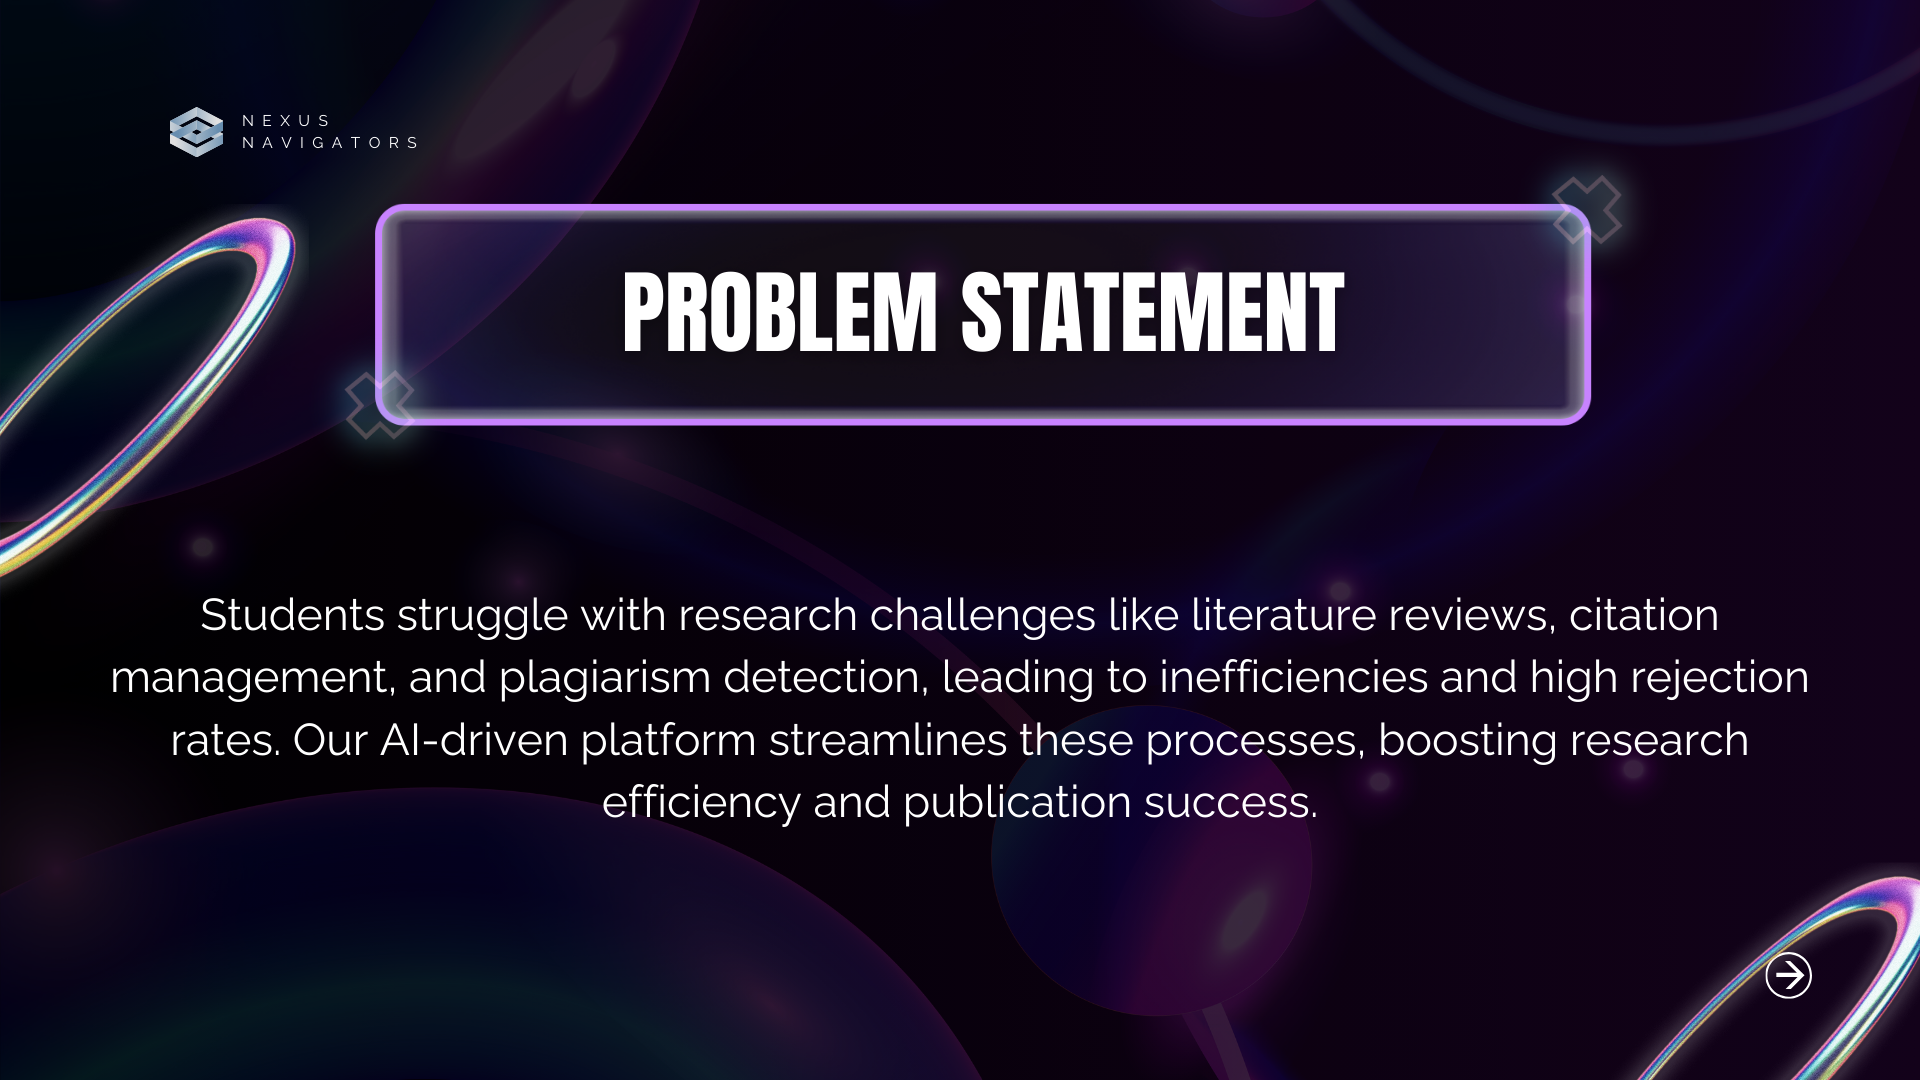 NEXUS
NAVIGATORS
PROBLEM STATEMENT
Students struggle with research challenges like literature reviews, citation
management, and plagiarism detection, leading to inefficiencies and high rejection
rates. Our AI-driven platform streamlines these processes, boosting research
efficiency and publication success.